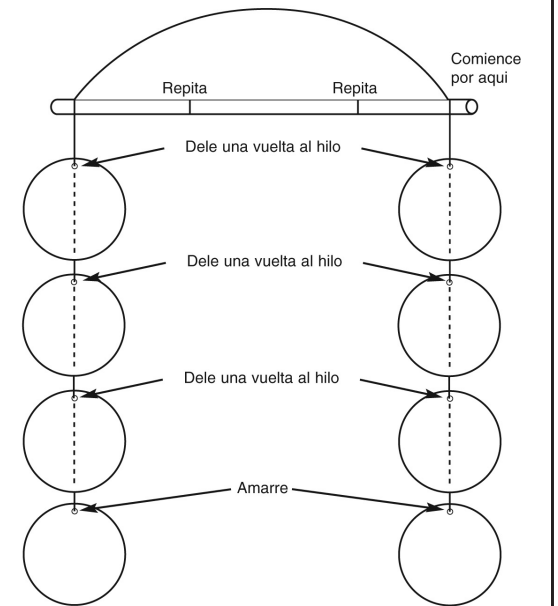 Comience
por aqui
Repita
Repita
Dele una vuelta al hilo
Dele una vuelta al hilo
Dele una vuelta al hilo
Amarre